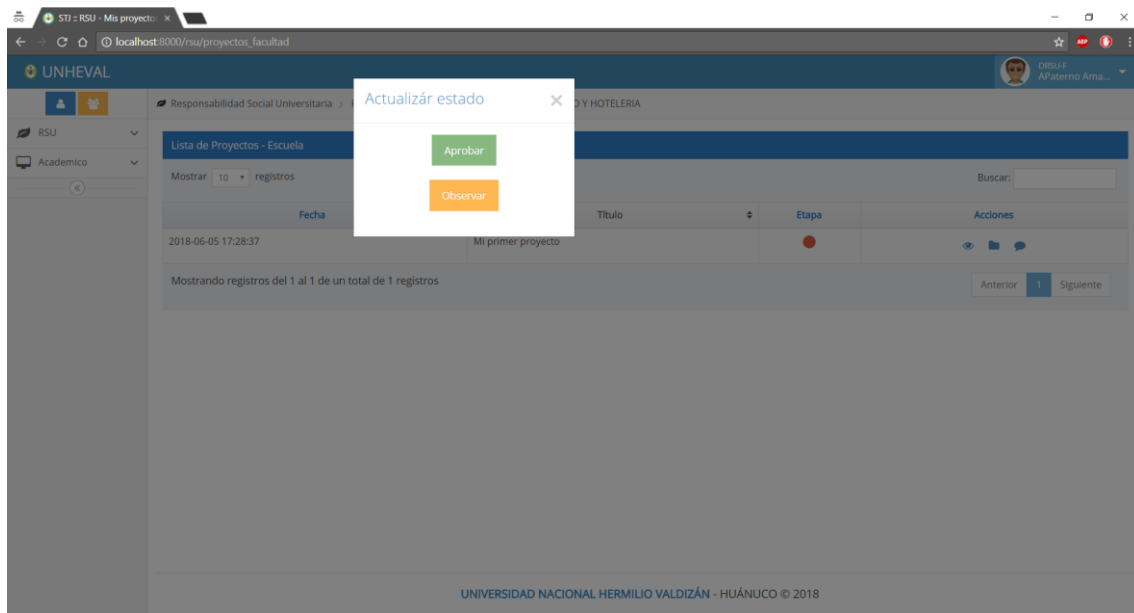 STJ :: RSU - Mis proyecto
localhost:8000/rsu/proyectos_facultad
UNHEVAL
DRSU-F
APaterno Ama...
Responsabilidad Social Universitaria >
O Y HOTELERIA
Actualizár estado
Aprobar
Observar
RSU
Academico
Lista de Proyectos - Escuela
Mostrar 10 registros
Buscar:
Fecha Título Etapa Acciones
2018-06-05 17:28:37 Mi primer proyecto
Mostrando registros del 1 al 1 de un total de 1 registros
Anterior 1 Siguiente
UNIVERSIDAD NACIONAL HERMILIO VALDIZÁN - HUÁNUCO © 2018